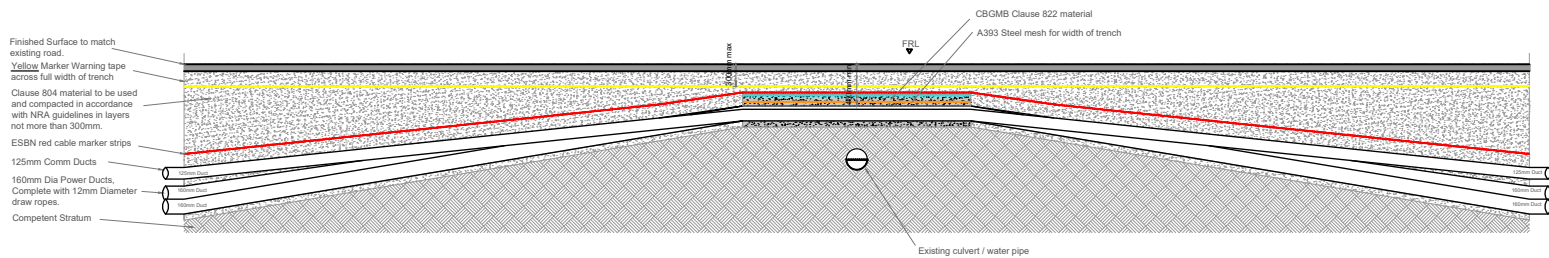 CBGMB Clause 822 material
A393 Steel mesh for width of trench
FRL
Finished Surface to match
existing road.
Yellow Marker Warning tape
across full width of trench
Clause 804 material to be used
and compacted in accordance
with NRA guidelines in layers
not more than 300mm.
ESBN red cable marker strips
125mm Comm Ducts
160mm Dia Power Ducts,
Complete with 12mm Diameter
draw ropes.
Competent Stratum
125mm Duct
160mm Duct
160mm Duct
125mm Duct
160mm Duct
160mm Duct
Existing culvert / water pipe